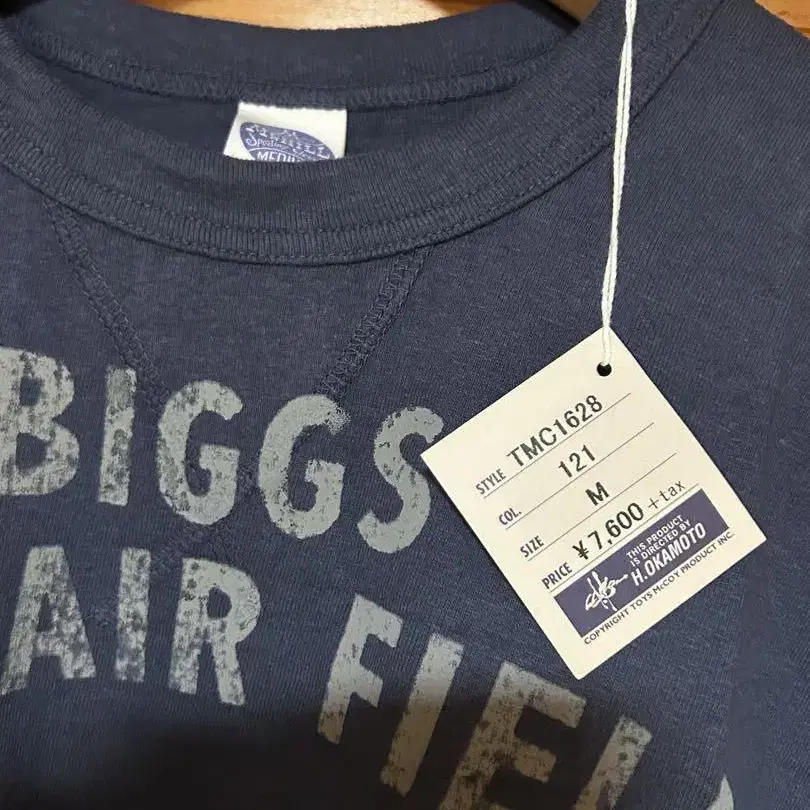 BIGGS
AIR FIEL
STYLE TMC1628
COL. 121
SIZE M
PRICE ¥7,600 +tax
THIS PRODUCT
IS DIRECTED BY
H.OKAMOTO
COPYRIGHT TOYS McCOY PRODUCT INC.